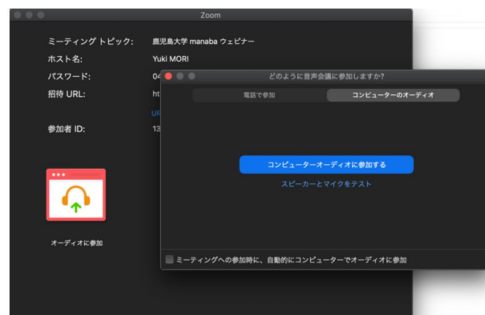 Zoom
ミーティング トピック: 鹿児島大学 manaba ウェビナー
ホスト名: Yuki MORI
パスワード: 04
招待 URL: ht
UR
参加者 ID: 13
オーディオに参加
どのように音声会議に参加しますか?
電話で参加 コンピューターのオーディオ
コンピューターオーディオに参加する
スピーカーとマイクをテスト
ミーティングへの参加時に、自動的にコンピューターでオーディオに参加